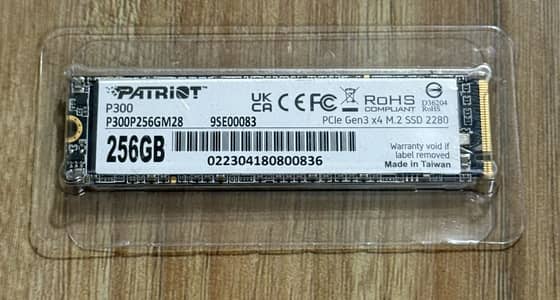 PATRIOT
P300
P300P256GM28 9SE00083
UK CA CE FC RoHS COMPLIANT D36204 RoHS
PCIe Gen3 x4 M.2 SSD 2280
256GB
022304180800836
Warranty void if
label removed
Made in Taiwan